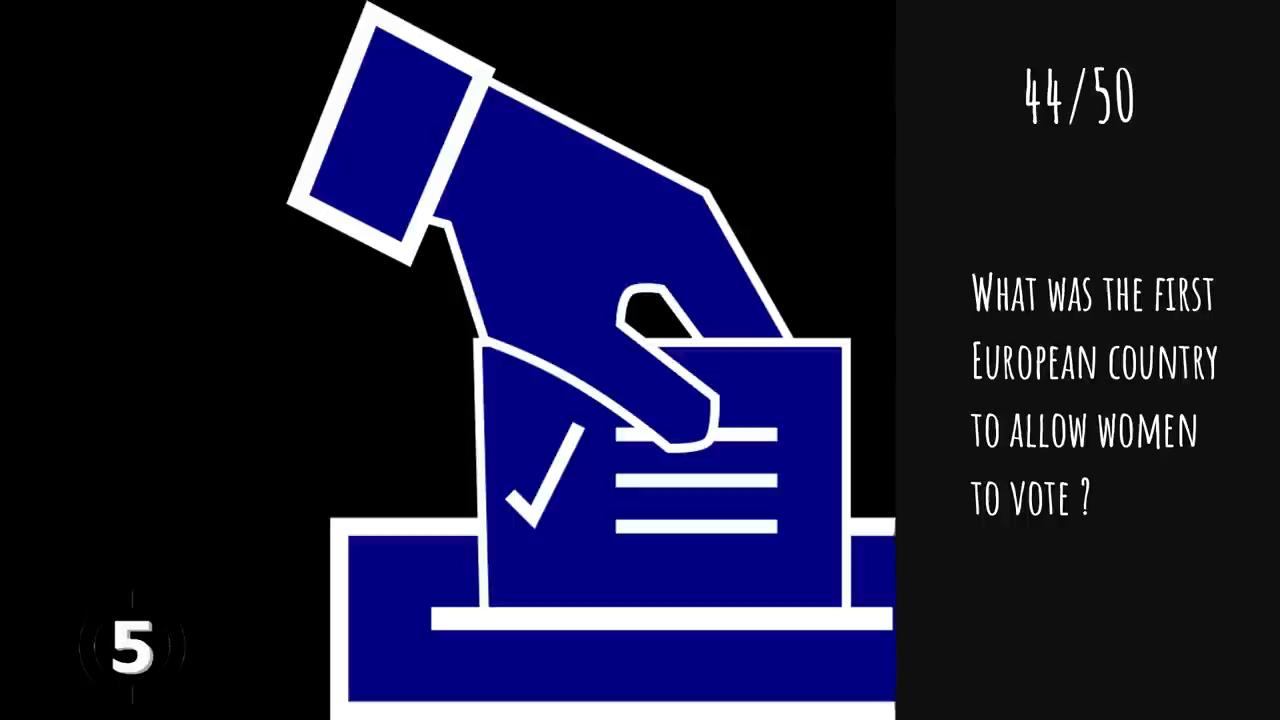 44/50
What was the first
European country
to allow women
to vote ?
5